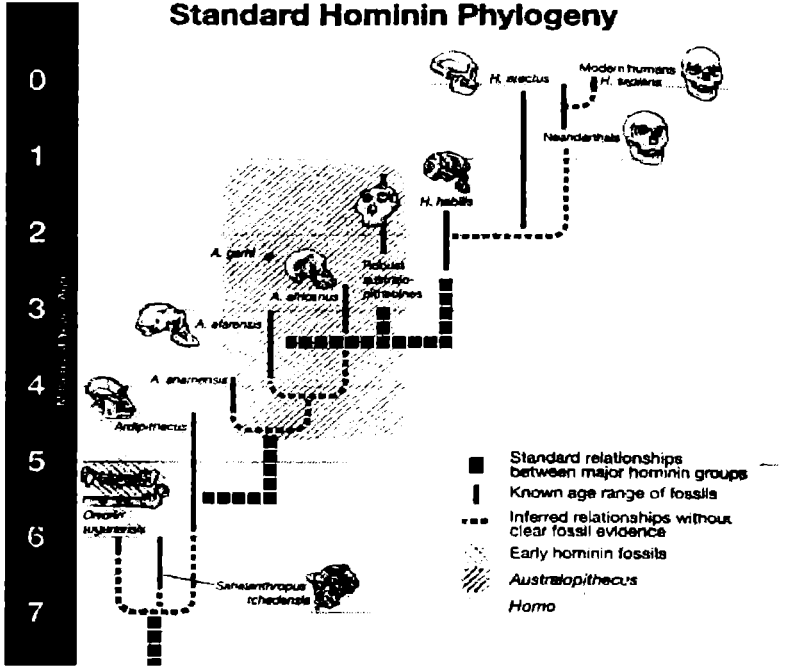 Standard Hominin Phylogeny
0
1
2
3
4
5
6
7
H. erectus
Modern humans
H. sapiens
Neanderthals
H. habilis
A. garhi
Robust
australo-
pithecines
A. africanus
A. afarensis
A. anamensis
Ardipithecus
Orrorin
tugenensis
Sahelanthropus
tchadensis
Standard relationships
between major hominin groups
Known age range of fossils
Inferred relationships without
clear fossil evidence
Early hominin fossils
Australopithecus
Homo